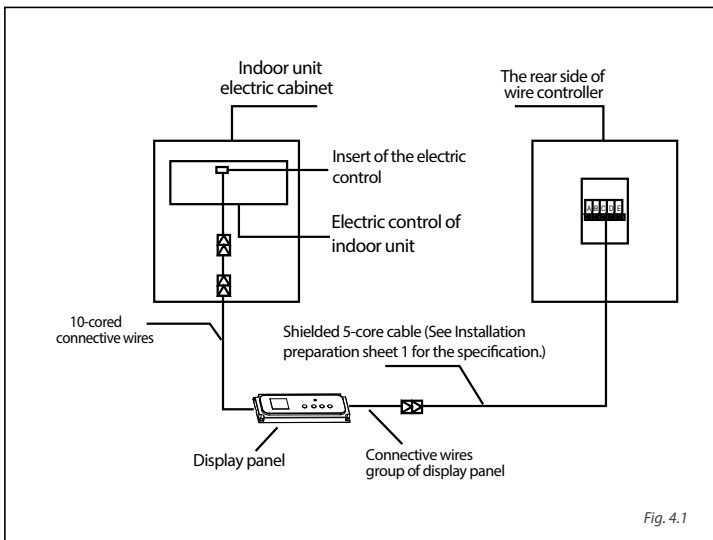 Indoor unit
electric cabinet
The rear side of
wire controller
Insert of the electric
control
A B C D E
Electric control of
indoor unit
10-cored
connective wires
Shielded 5-core cable (See Installation
preparation sheet 1 for the specification.)
Display panel
Connective wires
group of display panel
Fig. 4.1